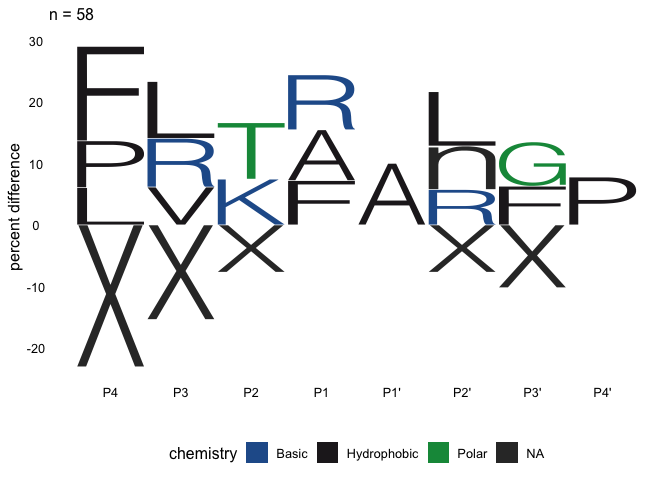 n = 58
percent difference
30
20
10
0
-10
-20
F
P
L
X
L
R
V
X
T
K
X
R
A
F
A
L
n
R
X
G
F
X
P
P4 P3 P2 P1 P1' P2' P3' P4'
chemistry Basic Hydrophobic Polar NA